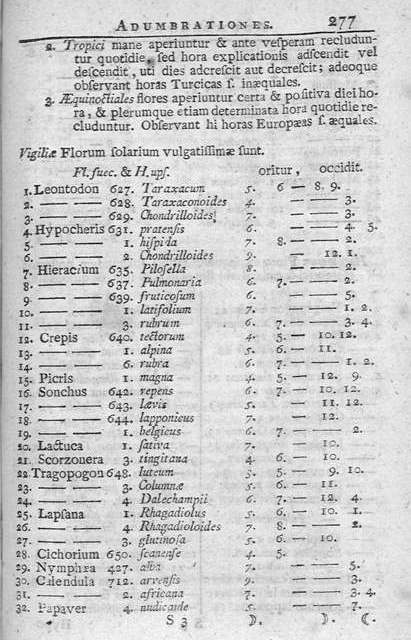 ADUMBRATIONES. 277
2. Tropici mane aperiuntur & ante veſperam recludun-
tur quotidie, ſed hora explicationis adſcendit vel
deſcendit, uti dies adcreſcit aut decreſcit; adeoque
obſervant horas Turcicas ſ. inæquales.
3. Æquinoctiales flores aperiuntur certa & poſitiva diei ho-
ra, & plerumque etiam determinata hora quotidie re-
cluduntur. Obſervant hi horas Europæas ſ. æquales.
Vigiliæ Florum ſolarium vulgatiſſimæ ſunt.
Fl. ſuec. & H. upſ. oritur, occidit.
1. Leontodon 627. Taraxacum 5. 6 — 8. 9.
2. — — 628. Taraxaconoides 4. — — 3.
3. — — 629. Chondrilloides 7. — — 3.
4. Hypocheris 631. pratenſis 6. — — 4. 5.
5. — — 1. hiſpida 7. 8. — — 2.
6. — — 2. Chondrilloides 9. — 12. 1.
7. Hieracium 635. Piloſella 8. — — 2.
8. — — 637. Pulmonaria 6. 7. — — 2.
9. — — 639. fruticoſum 6. — — 5.
10. — — 1. latifolium 7. — — 1. 2.
11. — — 3. rubrum 6. 7. — — 3. 4.
12. Crepis 640. tectorum 4. 5. — 10. 12.
13. — — 1. alpina 5. 6. — 11.
14. — — 6. rubra 6. 7. — — 1. 2.
15. Picris 1. magna 4. 5. — 12. 9.
16. Sonchus 642. repens 6. 7. — 10. 12.
17. — — 643. lævis 5. — 11. 12.
18. — — 644. lapponicus 7. — 12.
19. — — 1. belgicus 6. 7. — 2.
20. Lactuca 1. ſativa 7. — 10.
21. Scorzonera 3. tingitana 4. 6. — 10.
22. Tragopogon 648. luteum 3. 5. — 9. 10.
23. — — 3. Columnæ 5. 6. — 11.
24. — — 4. Dalechampii 6. 7. — 12. 4.
25. Lapſana 1. Rhagadiolus 5. 6. — 10. 1.
26. — — 4. Rhagadioloides 7. 8. — — 2.
27. — — 3. glutinoſa 5. 6. — 10.
28. Cichorium 650. ſcanenſe 4. 5.
29. Nymphæa 427. alba 7. — — 5.
30. Calendula 712. arvenſis 9. — — 3.
31. — — 2. africana 7. — — 3. 4.
32. Papaver 4. nudicaule 5. — — 7.
S 3 ☽. ☽. ☾.